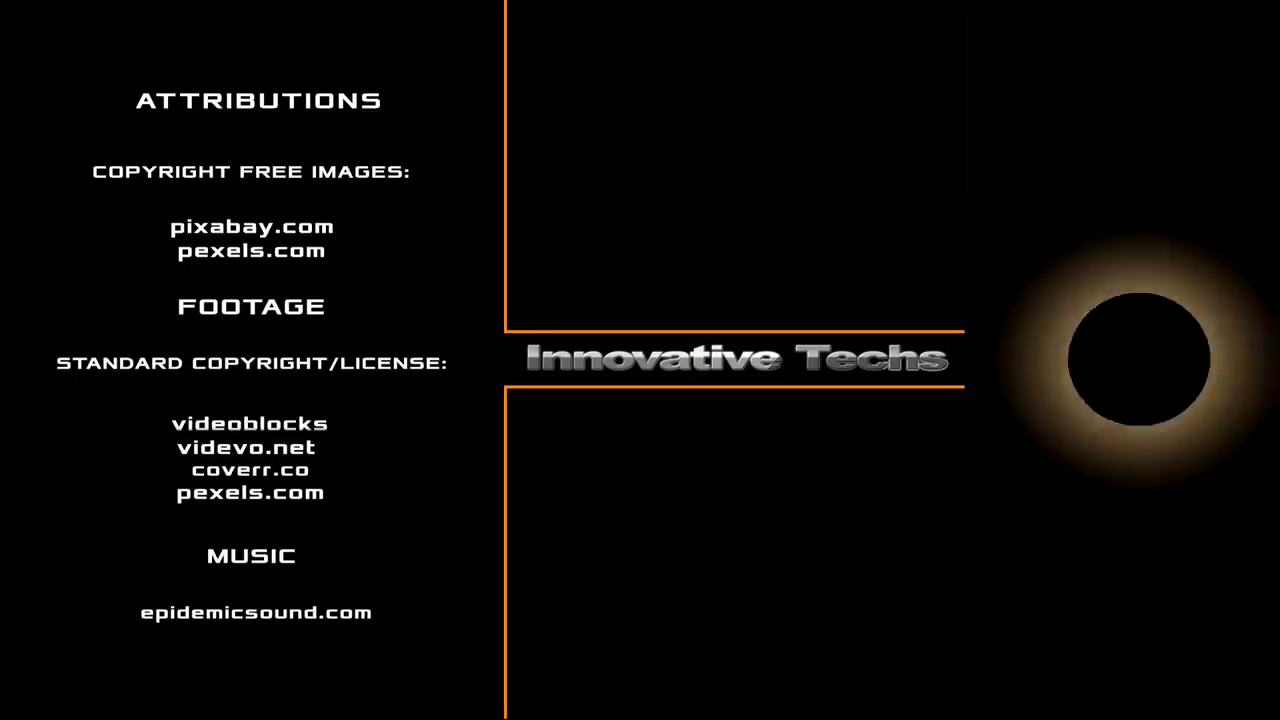 ATTRIBUTIONS
COPYRIGHT FREE IMAGES:
pixabay.com
pexels.com
FOOTAGE
STANDARD COPYRIGHT/LICENSE:
videoblocks
videvo.net
coverr.co
pexels.com
MUSIC
epidemicsound.com
Innovative Techs